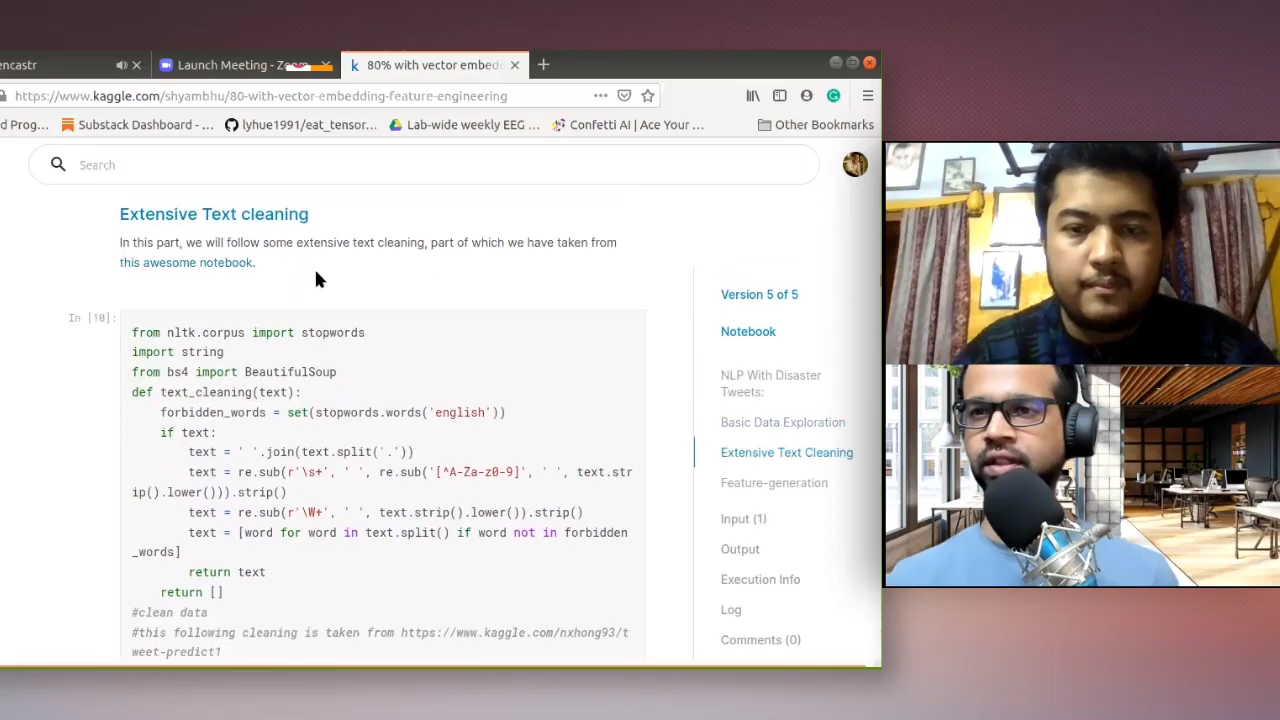 encastr
Launch Meeting - Zoom
k 80% with vector embed
https://www.kaggle.com/siyambhu/80-with-vector-embedding-feature-engineering
d Prog...
Substack Dashboard - ...
lyhue1991/eat_tensor...
Lab-wide weekly EEG ...
Confetti AI | Ace Your ...
Other Bookmarks
Search
Extensive Text cleaning
In this part, we will follow some extensive text cleaning, part of which we have taken from
this awesome notebook.
In [10]:
from nltk.corpus import stopwords
import string
from bs4 import BeautifulSoup
def text_cleaning(text):
    forbidden_words = set(stopwords.words('english'))
    if text:
        text = ' '.join(text.split('.'))
        text = re.sub(r'\s+', ' ', re.sub('[^A-Za-z0-9]', ' ', text.str
ip().lower())).strip()
        text = re.sub(r'\W+', ' ', text.strip().lower()).strip()
        text = [word for word in text.split() if word not in forbidden
_words]
        return text
    return []
#clean data
#this following cleaning is taken from https://www.kaggle.com/nxhong93/t
weet-predict1
Version 5 of 5
Notebook
NLP With Disaster
Tweets:
Basic Data Exploration
Extensive Text Cleaning
Feature-generation
Input (1)
Output
Execution Info
Log
Comments (0)